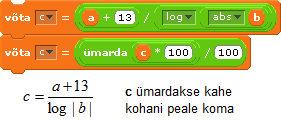 võta c = a + 13 / log abs b
võta c = ümarda c * 100 / 100
c = a+13 / log | b |
c ümardakse kahe
kohani peale koma